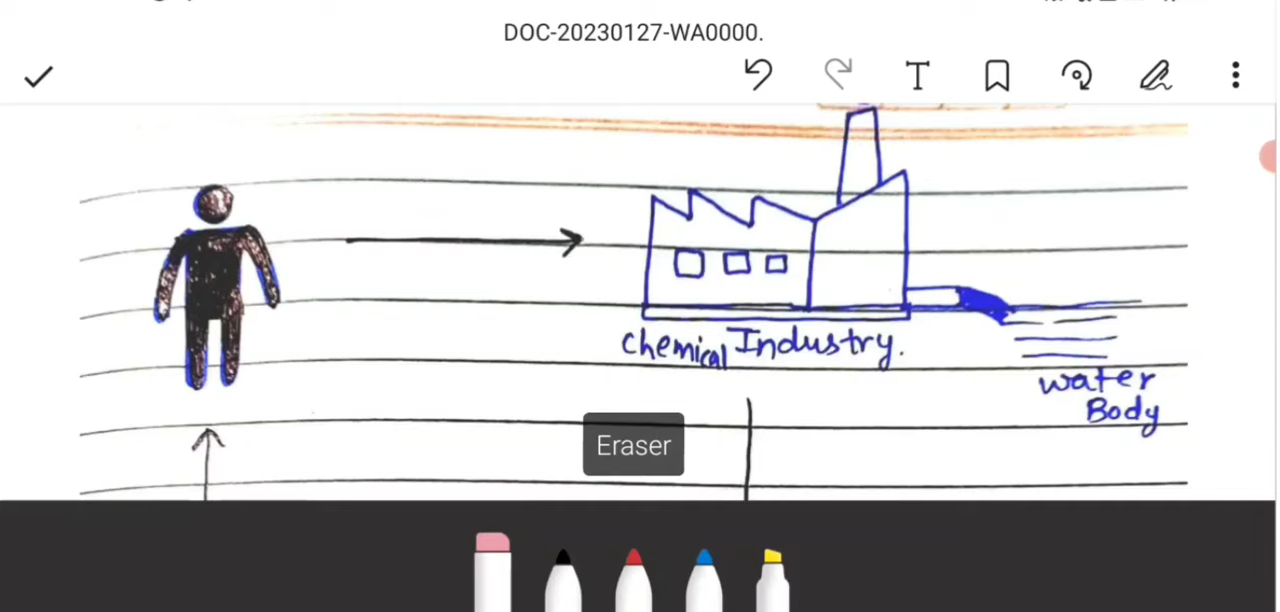 DOC-20230127-WA0000.
T
chemical Industry.
water
Body
Eraser